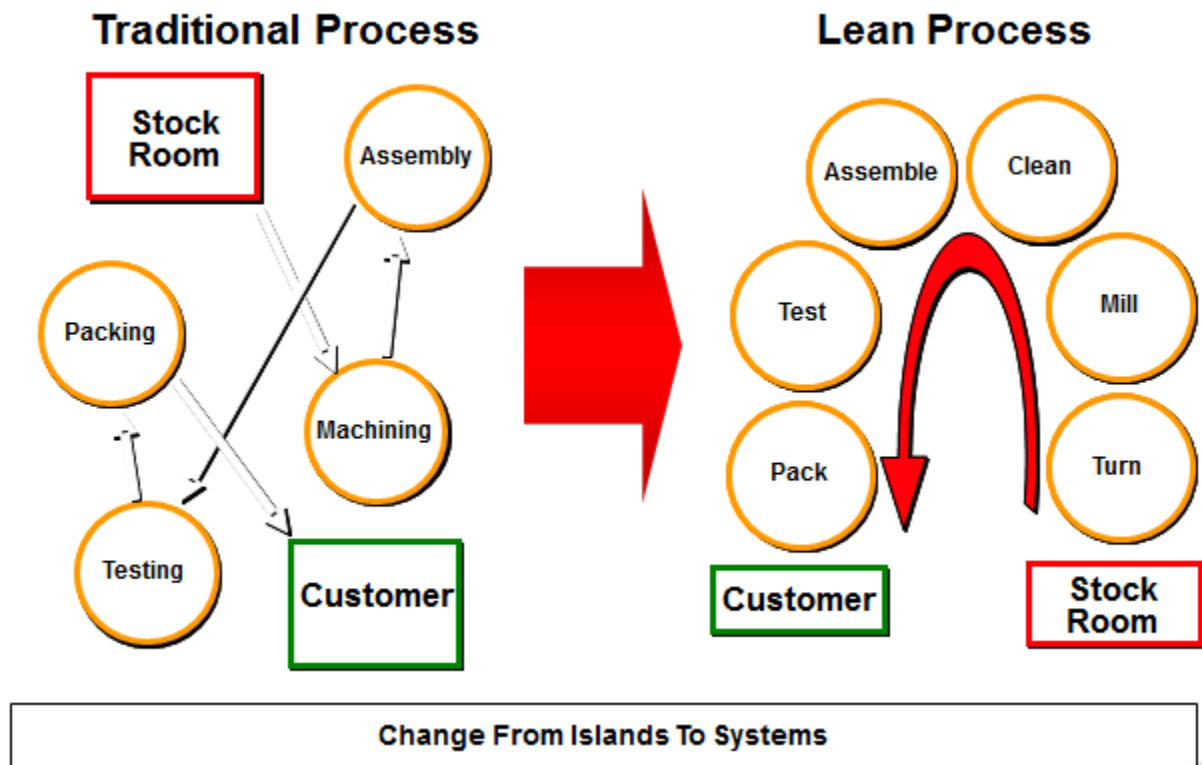 Traditional Process
Stock
Room
Assembly
Packing
Machining
Testing
Customer
Lean Process
Assemble
Clean
Test
Mill
Pack
Turn
Customer
Stock
Room
Change From Islands To Systems